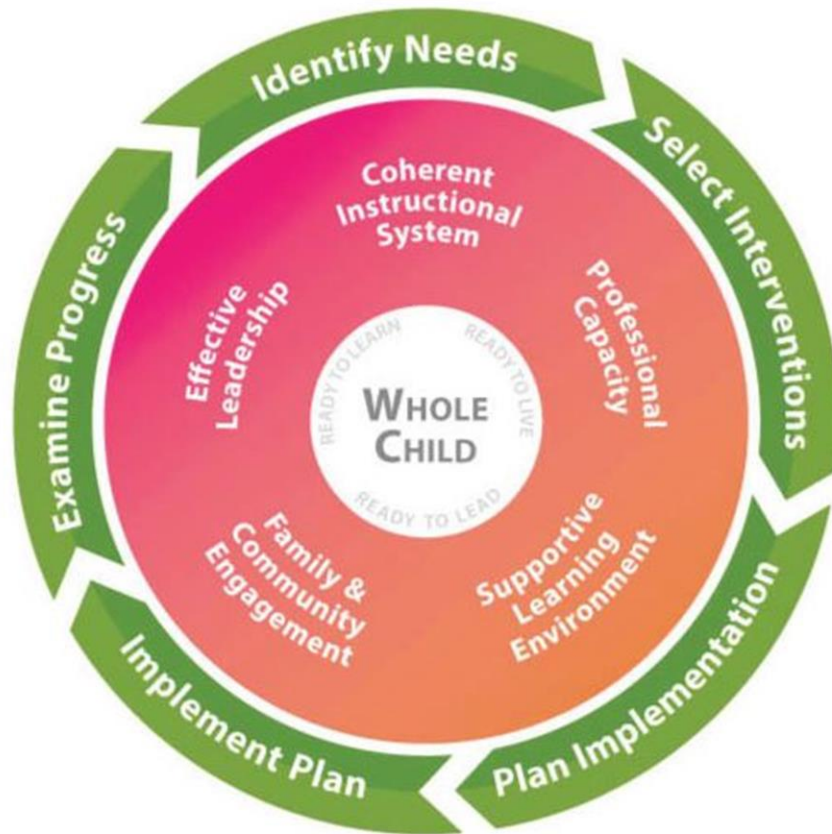 Identify Needs
Select Interventions
Plan Implementation
Implement Plan
Examine Progress
Coherent
Instructional
System
Professional
Capacity
Supportive
Learning
Environment
Family &
Community
Engagement
Effective
Leadership
READY TO LEARN
READY TO LIVE
READY TO LEAD
WHOLE
CHILD